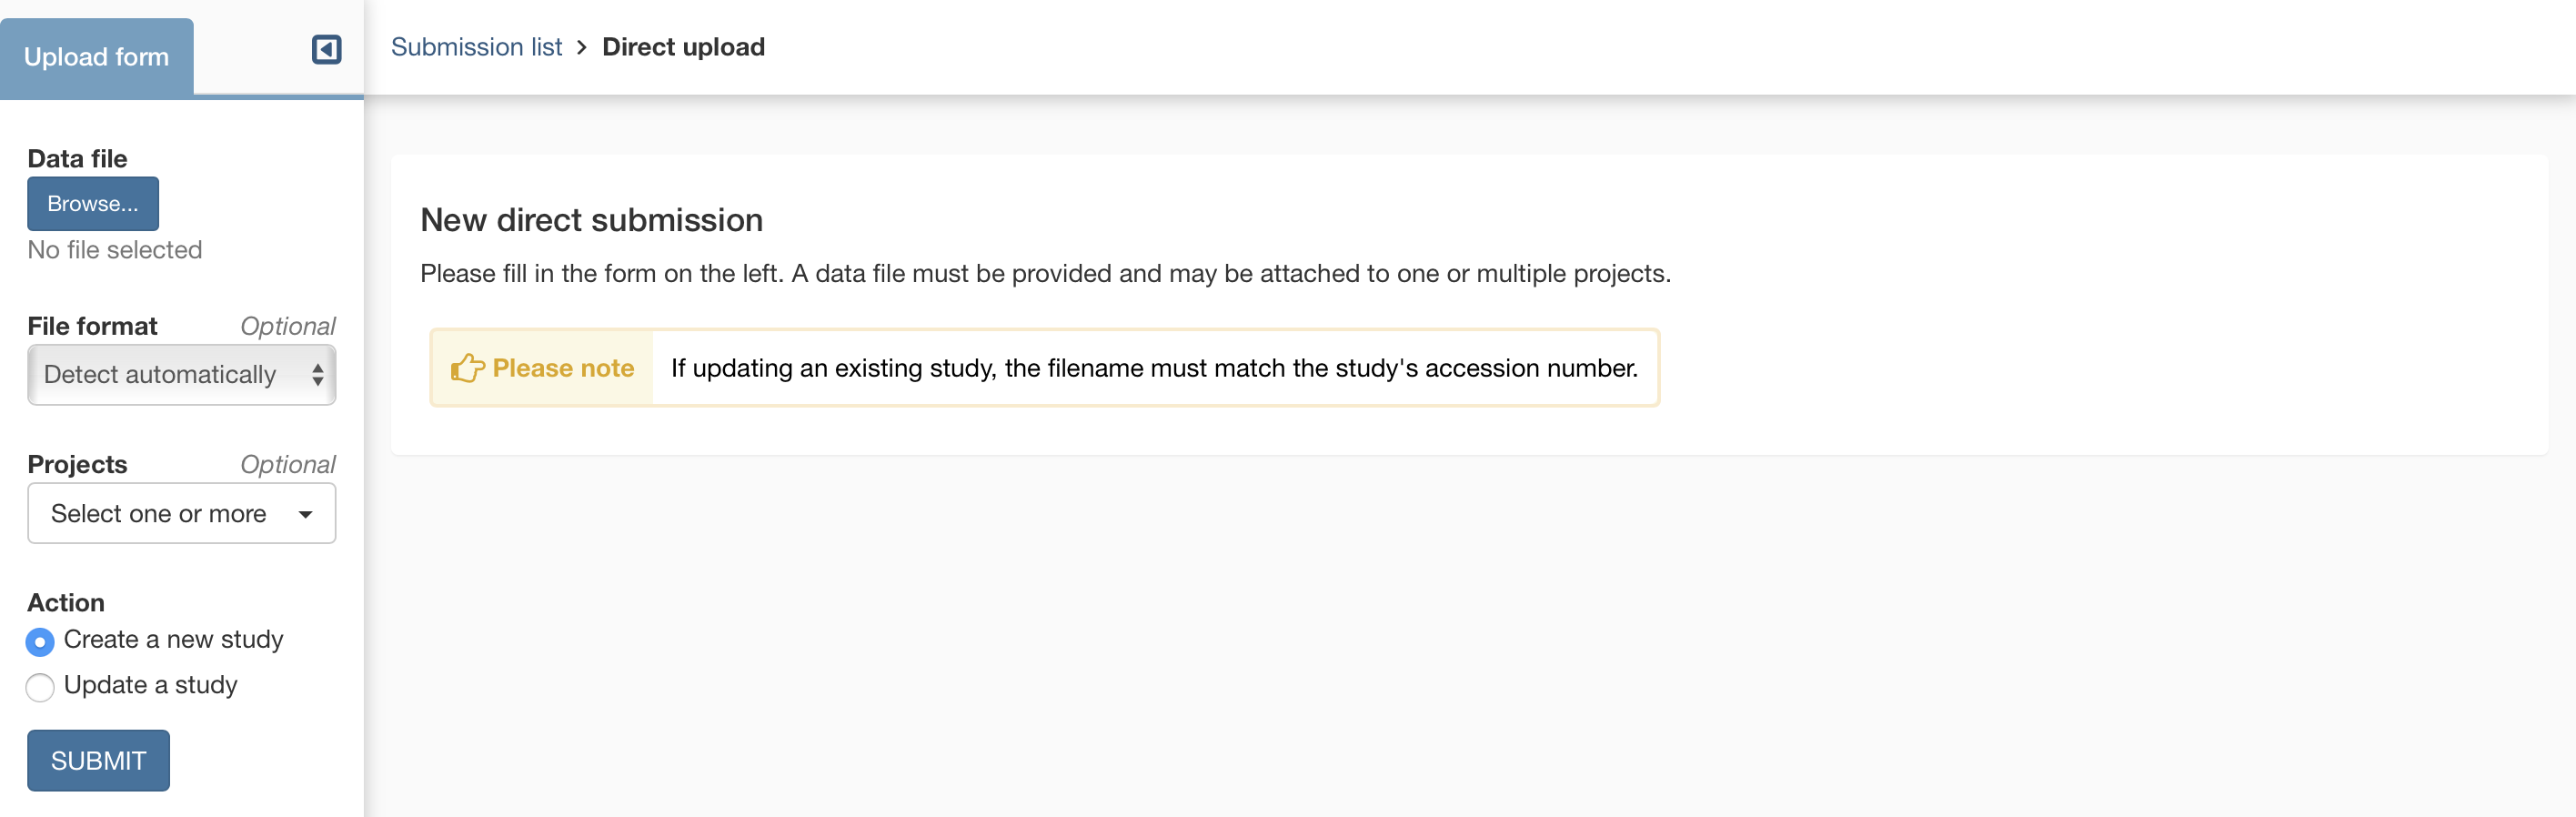 Upload form
Submission list > Direct upload
Data file
Browse...
No file selected
File format Optional
Detect automatically
Projects Optional
Select one or more
Action
Create a new study
Update a study
SUBMIT
New direct submission
Please fill in the form on the left. A data file must be provided and may be attached to one or multiple projects.
Please note If updating an existing study, the filename must match the study's accession number.